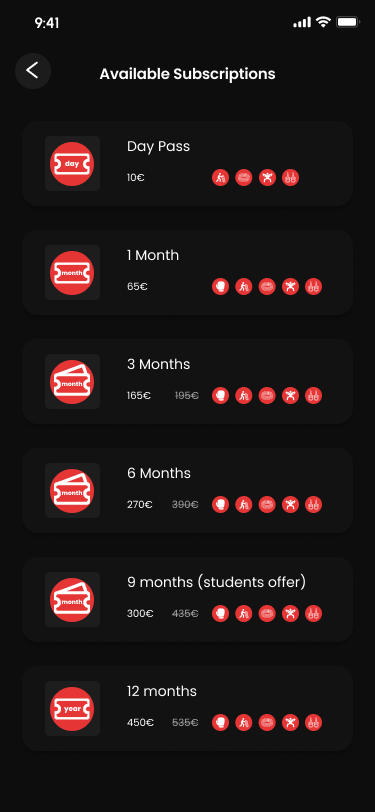 9:41
Available Subscriptions
day
Day Pass
10€
month
1 Month
65€
month
3 Months
165€ 195€
month
6 Months
270€ 390€
month
9 months (students offer)
300€ 435€
year
12 months
450€ 535€